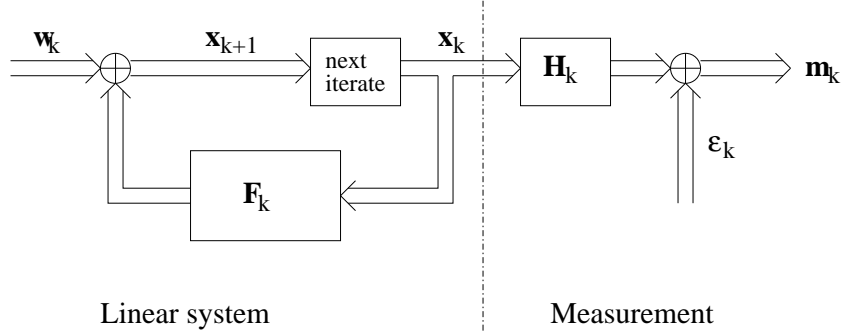 w_k
x_{k+1}
next
iterate
x_k
H_k
m_k
ε_k
F_k
Linear system
Measurement